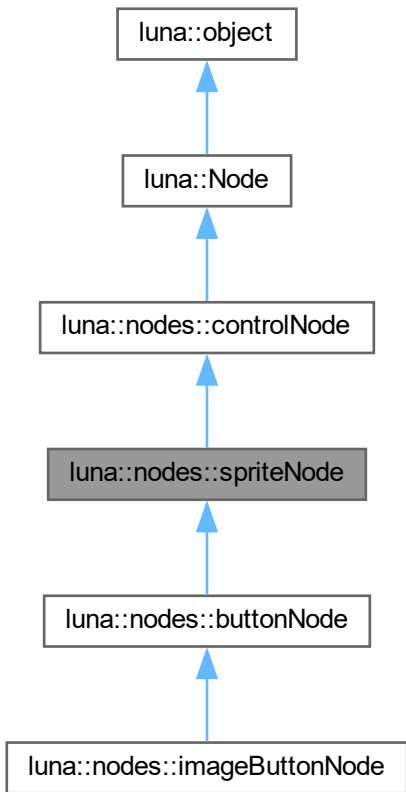 luna::object
luna::Node
luna::nodes::controlNode
luna::nodes::spriteNode
luna::nodes::buttonNode
luna::nodes::imageButtonNode